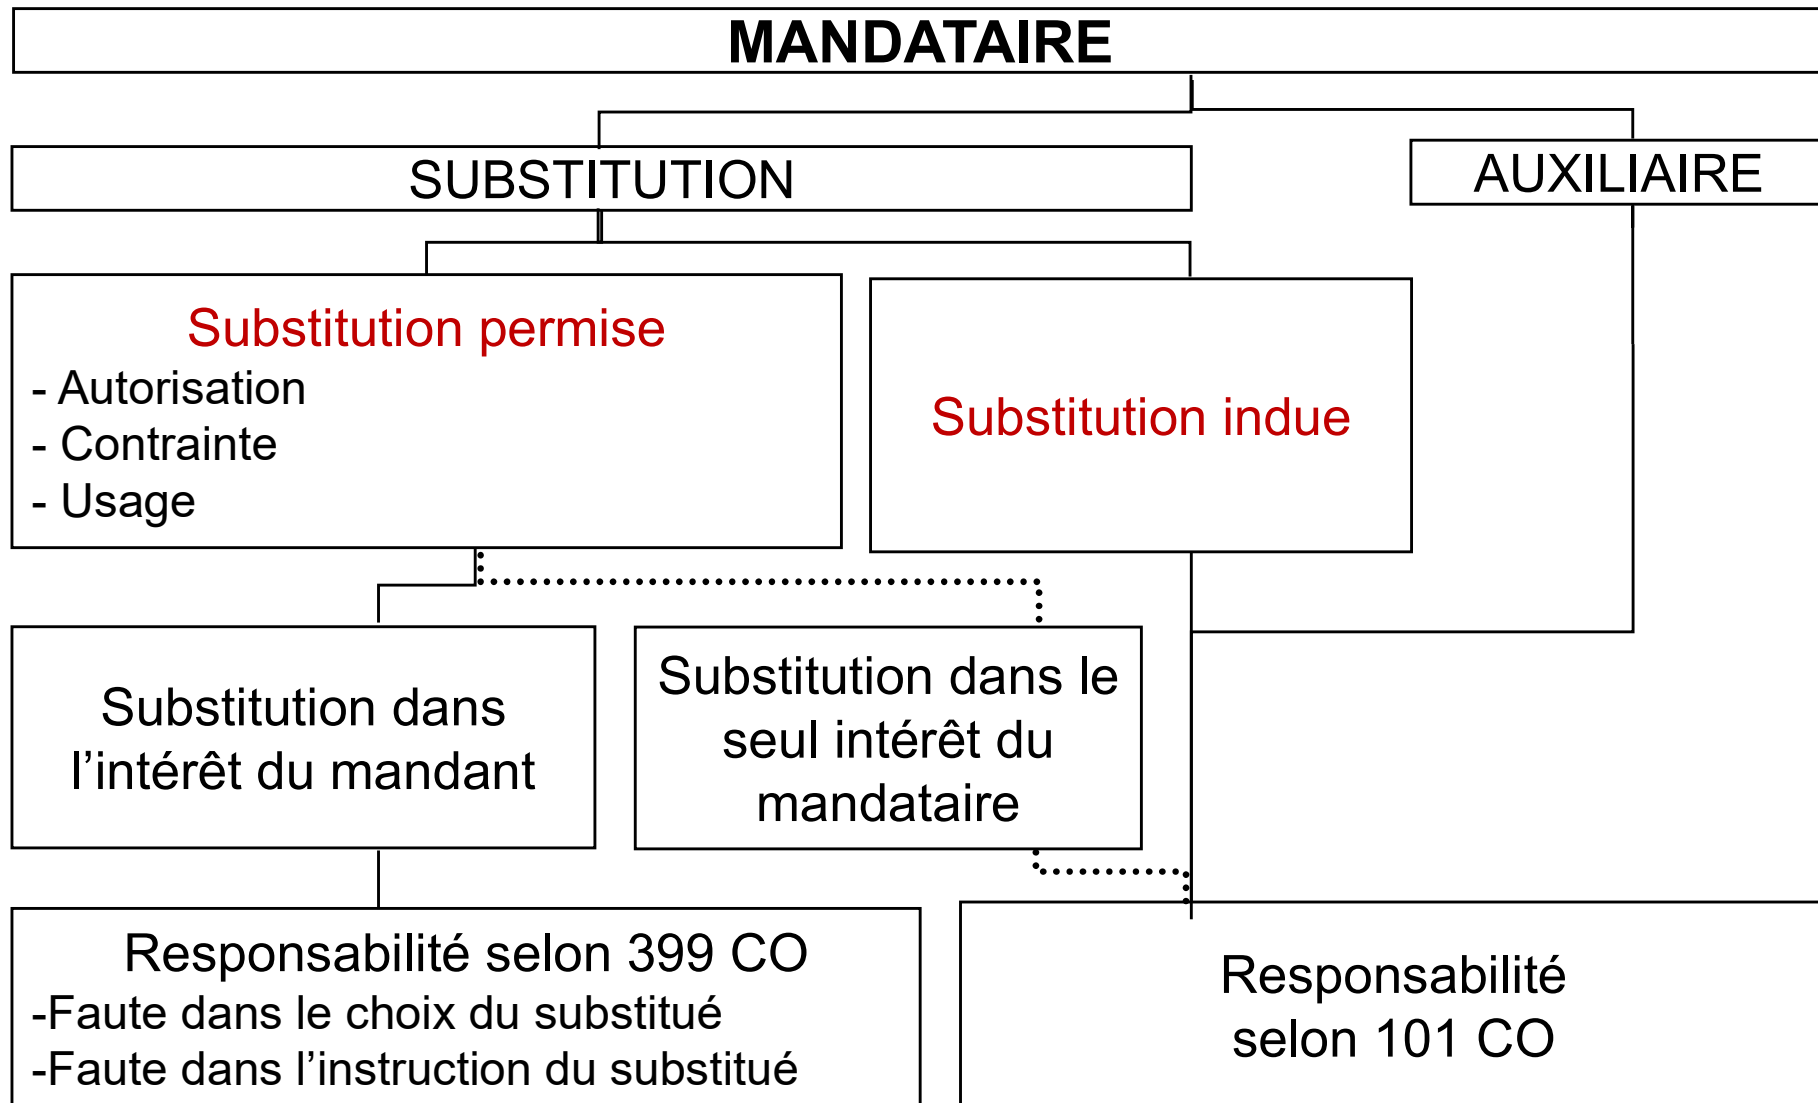 MANDATAIRE
SUBSTITUTION
AUXILIAIRE
Substitution permise
- Autorisation
- Contrainte
- Usage
Substitution indue
Substitution dans
l’intérêt du mandant
Substitution dans le
seul intérêt du
mandataire
Responsabilité selon 399 CO
-Faute dans le choix du substitué
-Faute dans l’instruction du substitué
Responsabilité
selon 101 CO